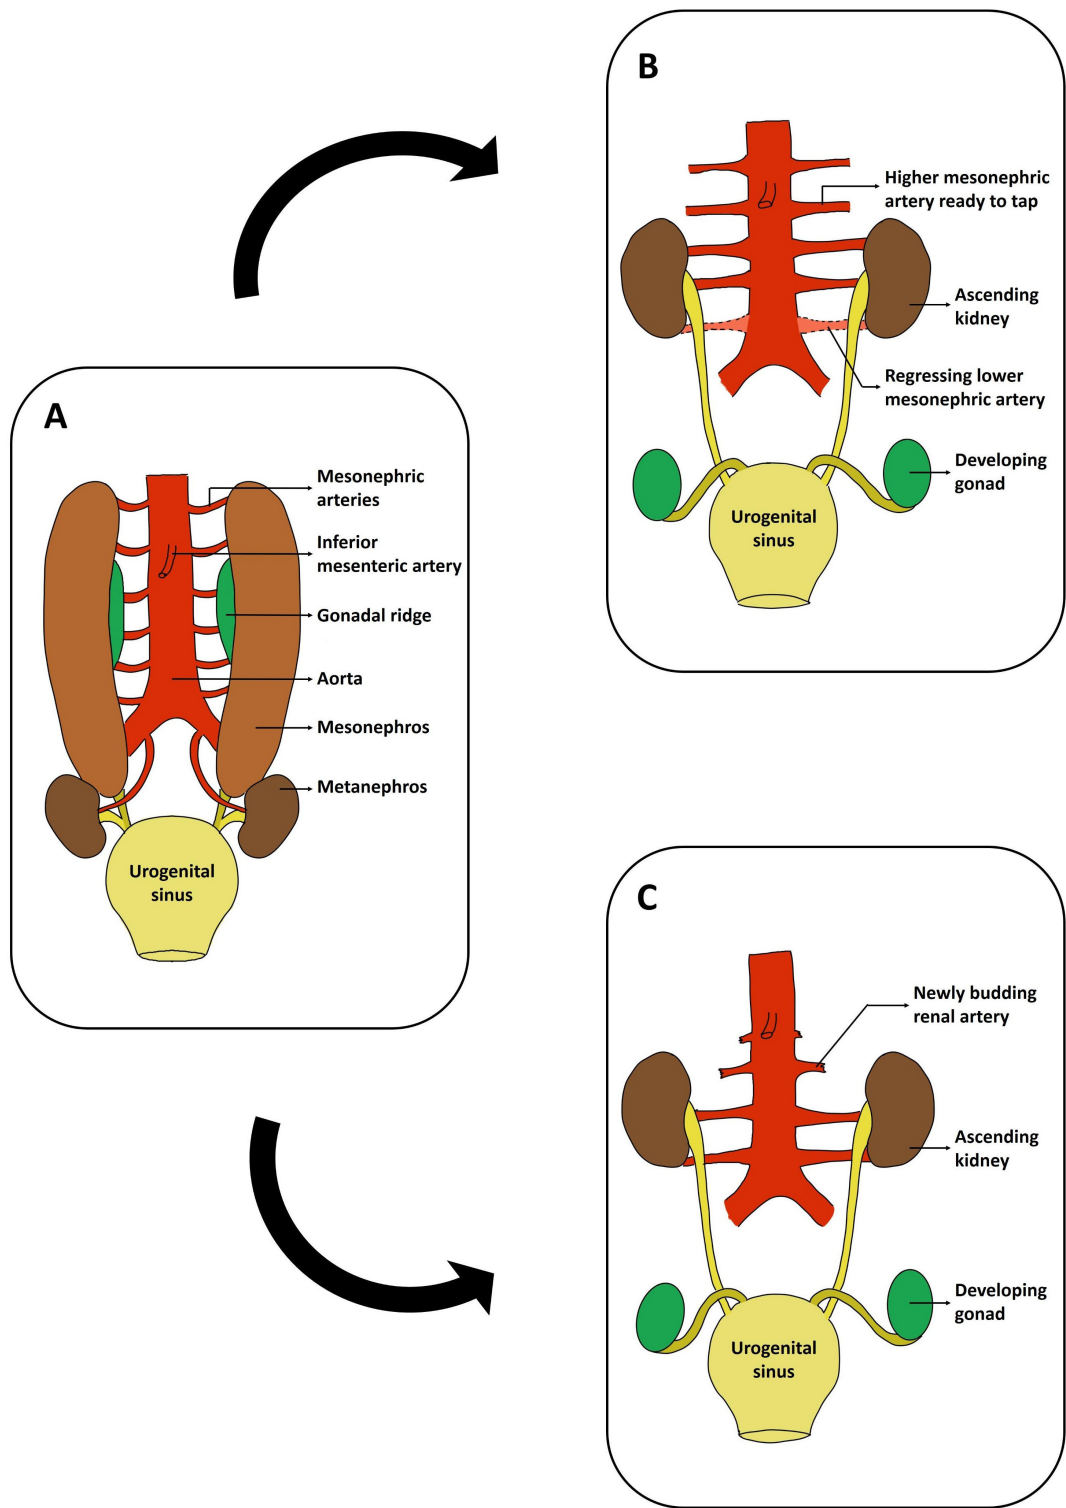 A
Mesonephric
arteries
Inferior
mesenteric artery
Gonadal ridge
Aorta
Mesonephros
Metanephros
Urogenital
sinus
B
Higher mesonephric
artery ready to tap
Ascending
kidney
Regressing lower
mesonephric artery
Developing
gonad
Urogenital
sinus
C
Newly budding
renal artery
Ascending
kidney
Developing
gonad
Urogenital
sinus